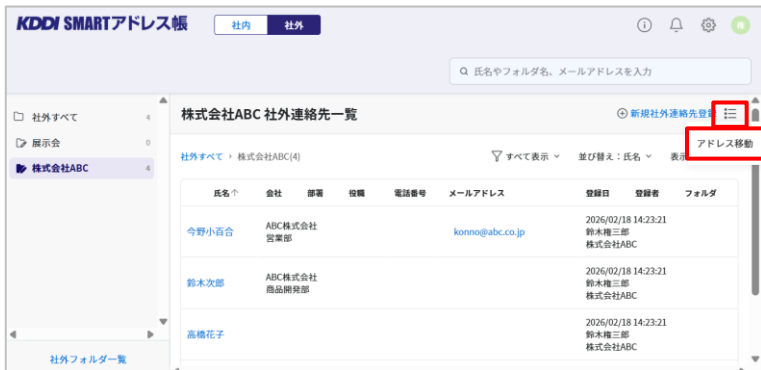 KDDI SMARTアドレス帳
社内 社外
氏名やフォルダ名、メールアドレスを入力
社外すべて 4
展示会 0
株式会社ABC 4
社外フォルダ一覧
株式会社ABC 社外連絡先一覧
新規社外連絡先登録
アドレス移動
社外すべて › 株式会社ABC(4)
すべて表示 並び替え：氏名 表示
氏名↑ 会社 部署 役職 電話番号 メールアドレス 登録日 登録者 フォルダ
今野小百合
ABC株式会社
営業部
konno@abc.co.jp
2026/02/18 14:23:21
鈴木権三郎
株式会社ABC
鈴木次郎
ABC株式会社
商品開発部
2026/02/18 14:23:21
鈴木権三郎
株式会社ABC
高橋花子
2026/02/18 14:23:21
鈴木権三郎
株式会社ABC